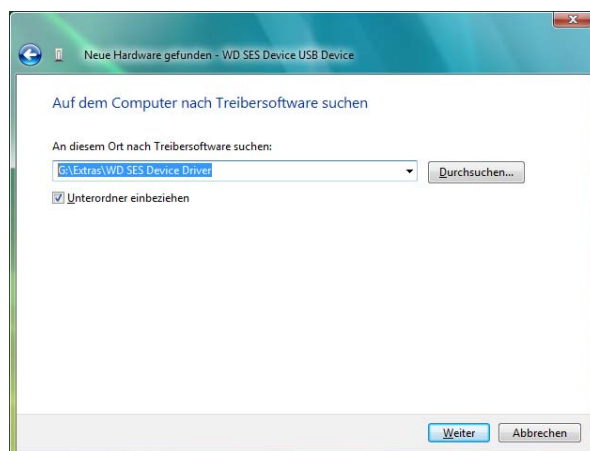 Neue Hardware gefunden - WD SES Device USB Device
Auf dem Computer nach Treibersoftware suchen
An diesem Ort nach Treibersoftware suchen:
G:\Extras\WD SES Device Driver
Durchsuchen...
Unterordner einbeziehen
Weiter
Abbrechen